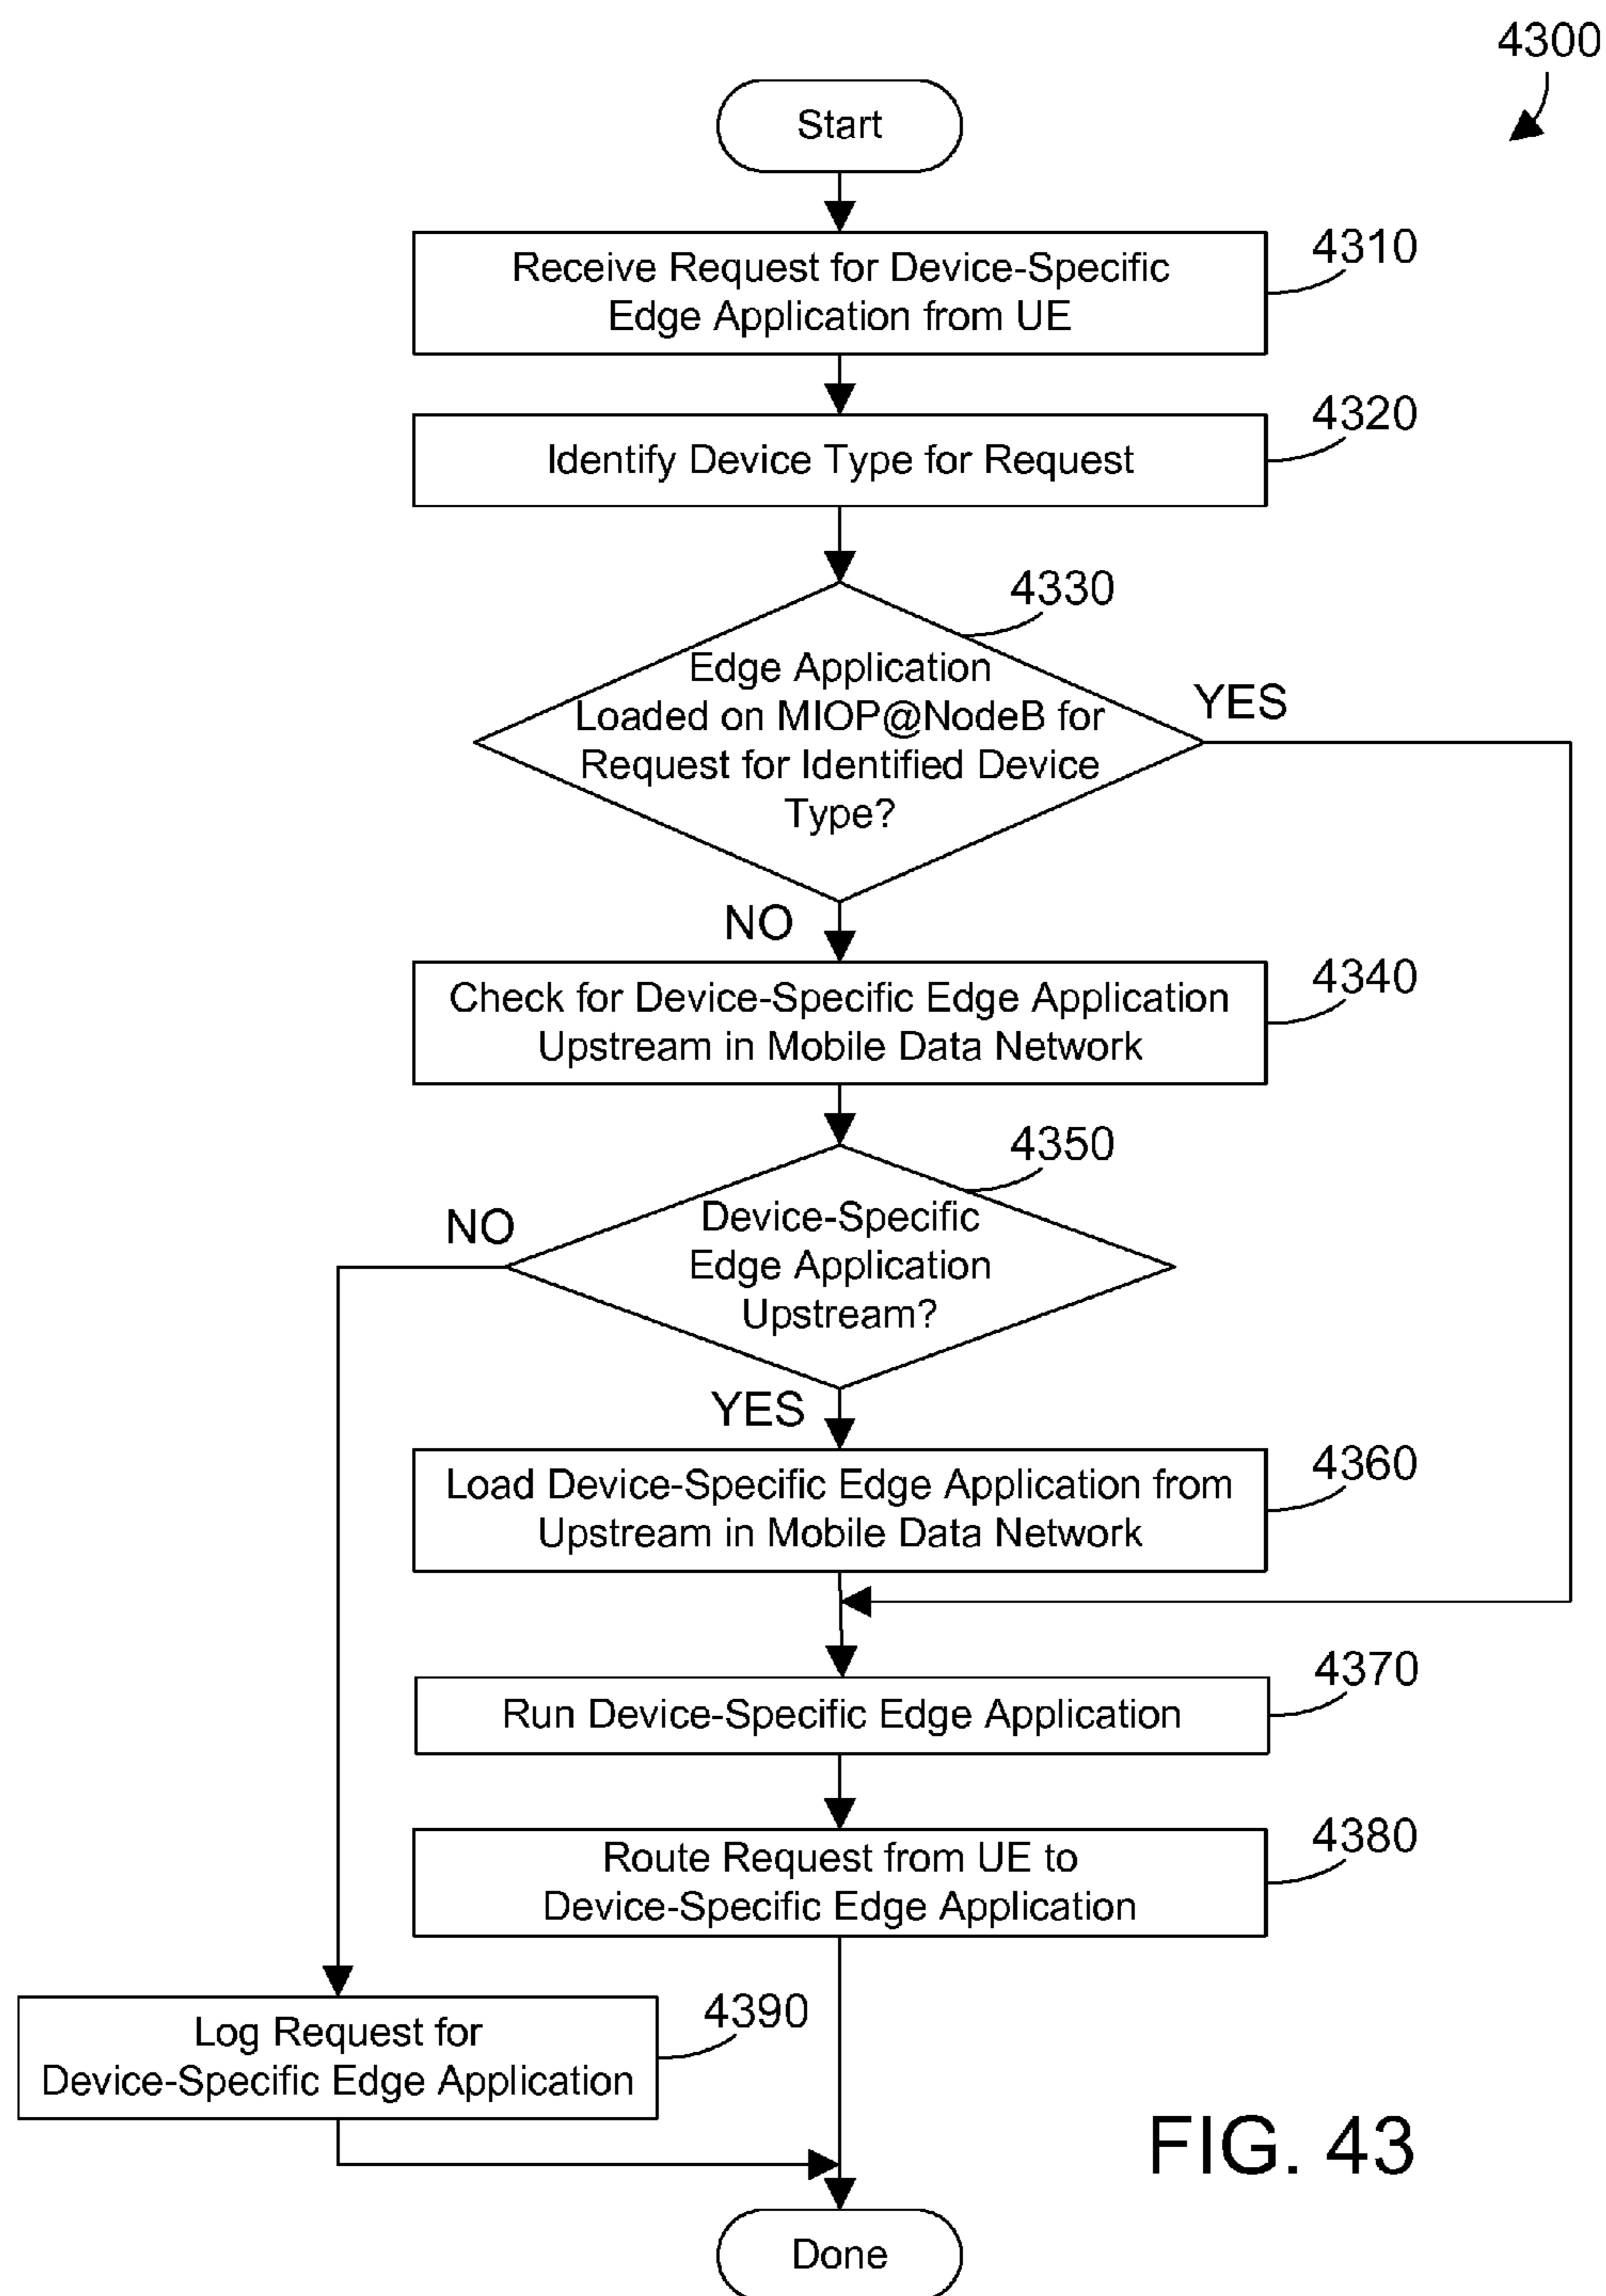 4300
Start
Receive Request for Device-Specific
Edge Application from UE
4310
Identify Device Type for Request
4320
4330
Edge Application
Loaded on MIOP@NodeB for
Request for Identified Device
Type?
YES
NO
Check for Device-Specific Edge Application
Upstream in Mobile Data Network
4340
4350
Device-Specific
Edge Application
Upstream?
NO
YES
Load Device-Specific Edge Application from
Upstream in Mobile Data Network
4360
Run Device-Specific Edge Application
4370
Route Request from UE to
Device-Specific Edge Application
4380
Log Request for
Device-Specific Edge Application
4390
FIG. 43
Done